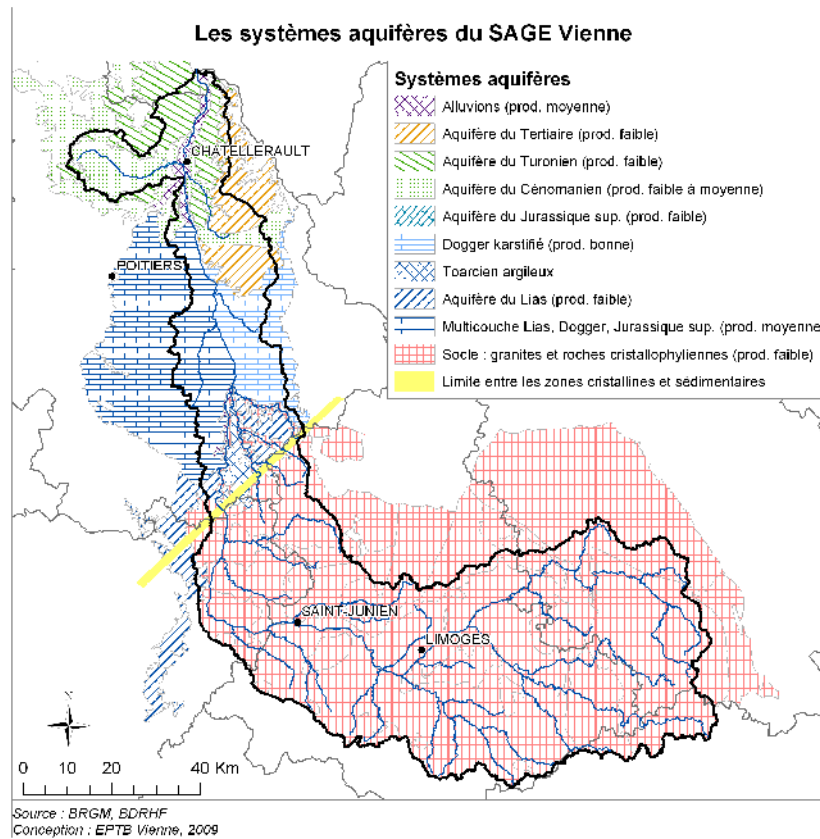 Les systèmes aquifères du SAGE Vienne
Systèmes aquifères
Alluvions (prod. moyenne)
Aquifère du Tertiaire (prod. faible)
Aquifère du Turonien (prod. faible)
Aquifère du Cénomanien (prod. faible à moyenne)
Aquifère du Jurassique sup. (prod. faible)
Dogger karstifié (prod. bonne)
Toarcien argileux
Aquifère du Lias (prod. faible)
Multicouche Lias, Dogger, Jurassique sup. (prod. moyenne
Socle : granites et roches cristallophyliennes (prod. faible)
Limite entre les zones cristallines et sédimentaires
CHATELLERAULT
POITIERS
SAINT-JUNIEN
LIMOGES
N
0 10 20 40 Km
Source : BRGM, BDRHF
Conception : EPTB Vienne, 2009